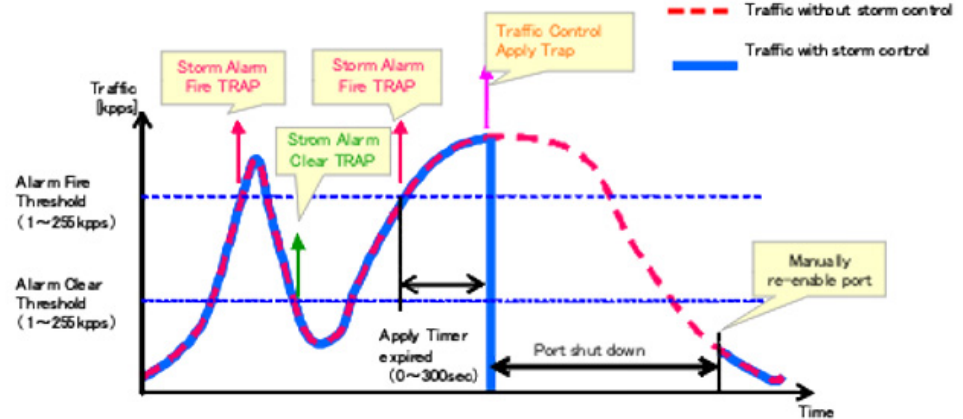 Traffic without storm control
Traffic with storm control
Traffic Control
Apply Trap
Storm Alarm
Fire TRAP
Storm Alarm
Fire TRAP
Strom Alarm
Clear TRAP
Traffic
[kpps]
Alarm Fire
Threshold
(1～255kpps)
Alarm Clear
Threshold
(1～255kpps)
Manually
re-enable port
Apply Timer
expired
(0～300sec)
Port shut down
Time